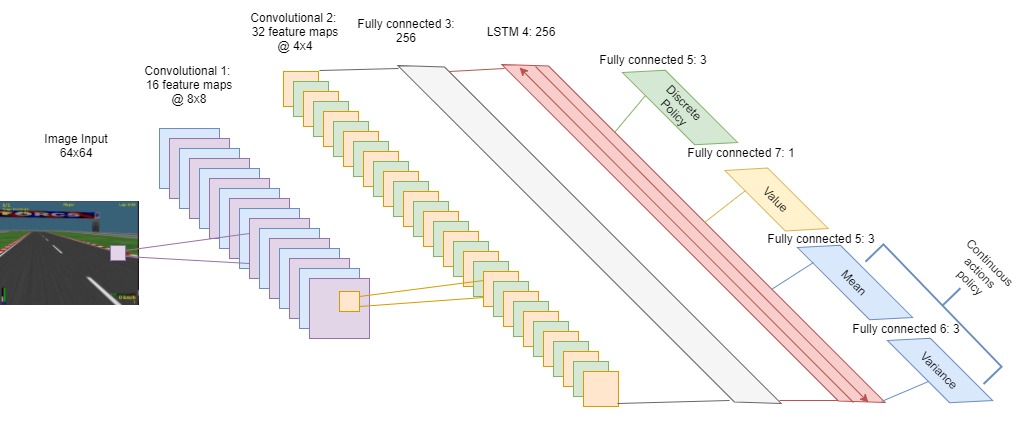 Convolutional 2:
32 feature maps
@ 4x4
Fully connected 3:
256
LSTM 4: 256
Convolutional 1:
16 feature maps
@ 8x8
Fully connected 5: 3
Discrete
Policy
Image Input
64x64
Fully connected 7: 1
Value
TORCS
Fully connected 5: 3
Mean
Continuous
actions
policy
Fully connected 6: 3
Variance